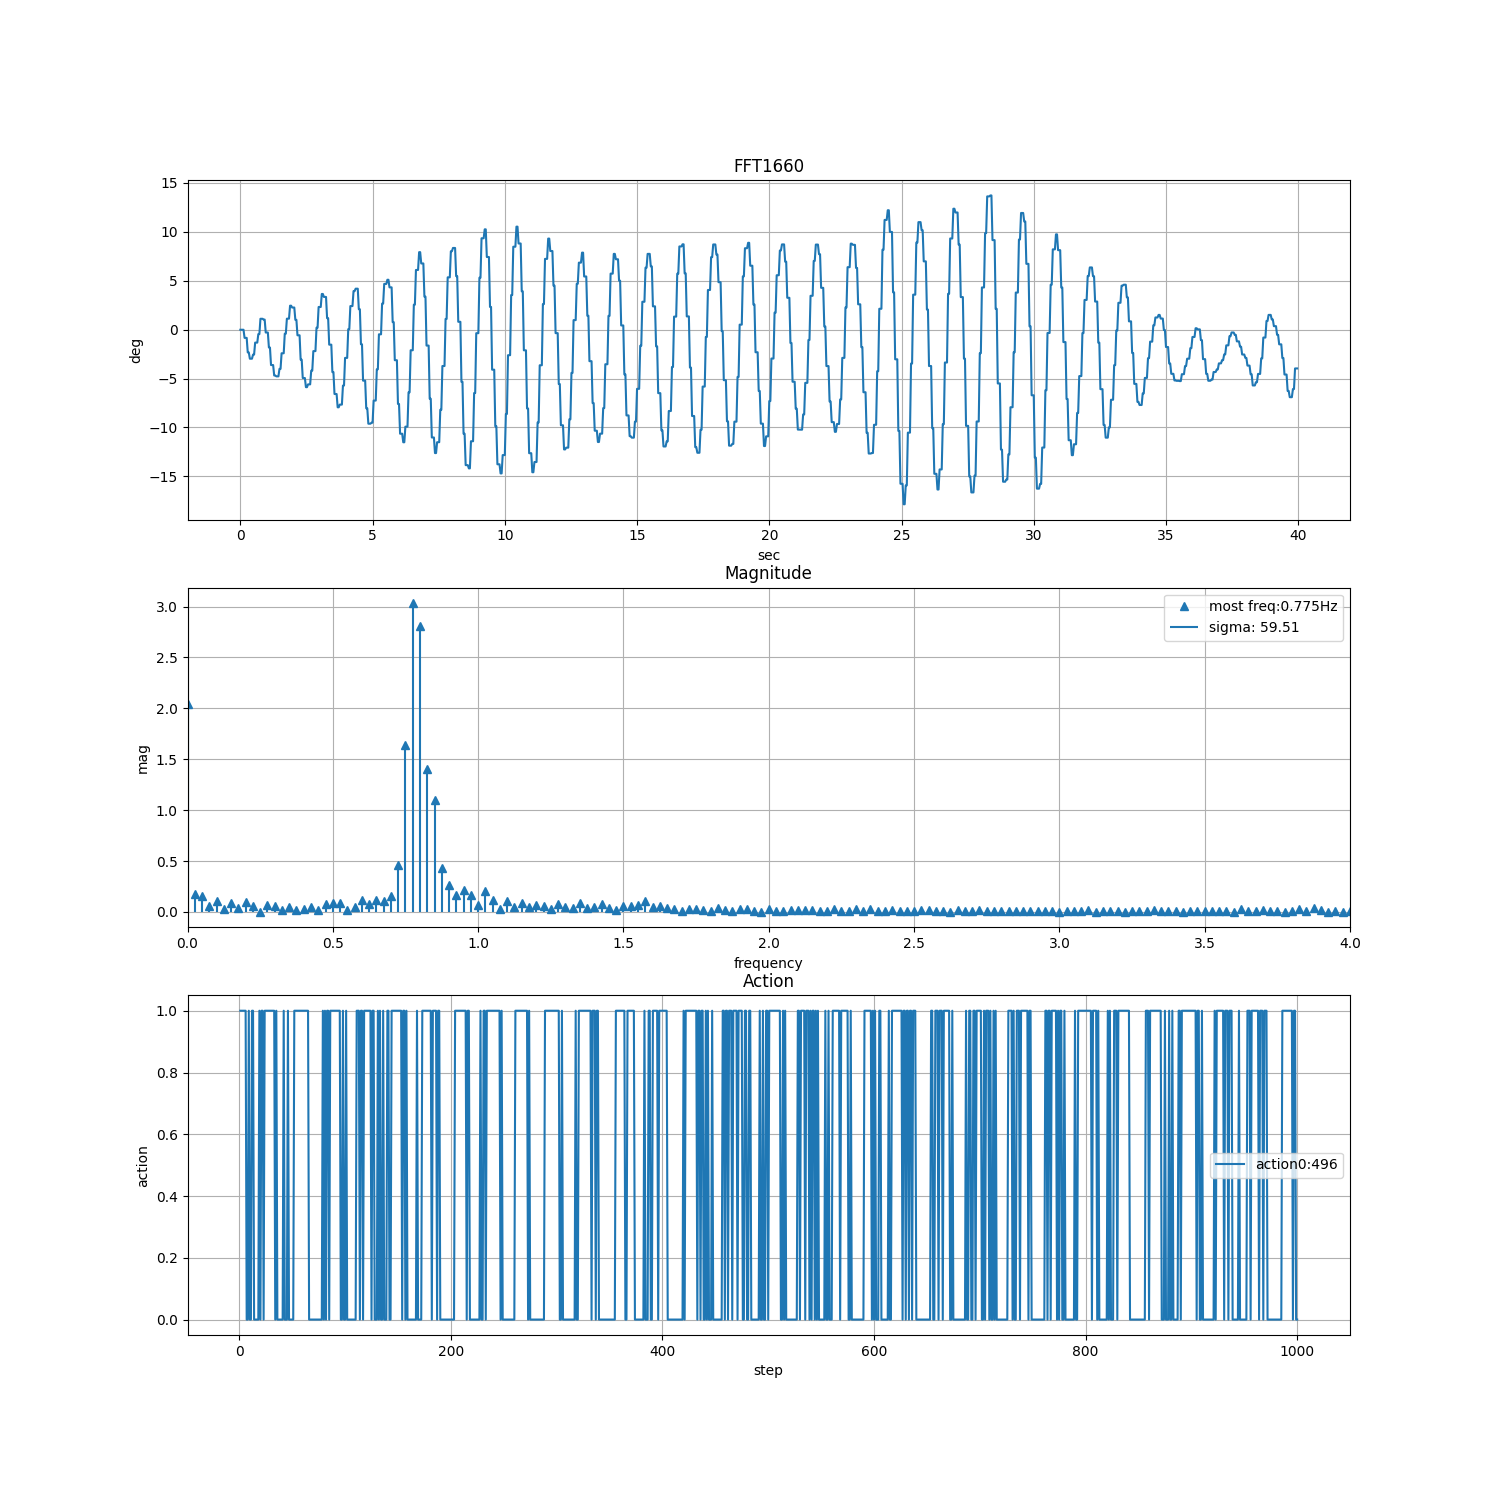 FFT1660
15
10
5
0
−5
−10
−15
deg
0 5 10 15 20 25 30 35 40
sec
Magnitude
3.0
2.5
2.0
1.5
1.0
0.5
0.0
mag
most freq:0.775Hz
sigma: 59.51
0.0 0.5 1.0 1.5 2.0 2.5 3.0 3.5 4.0
frequency
Action
1.0
0.8
0.6
0.4
0.2
0.0
action
action0:496
0 200 400 600 800 1000
step